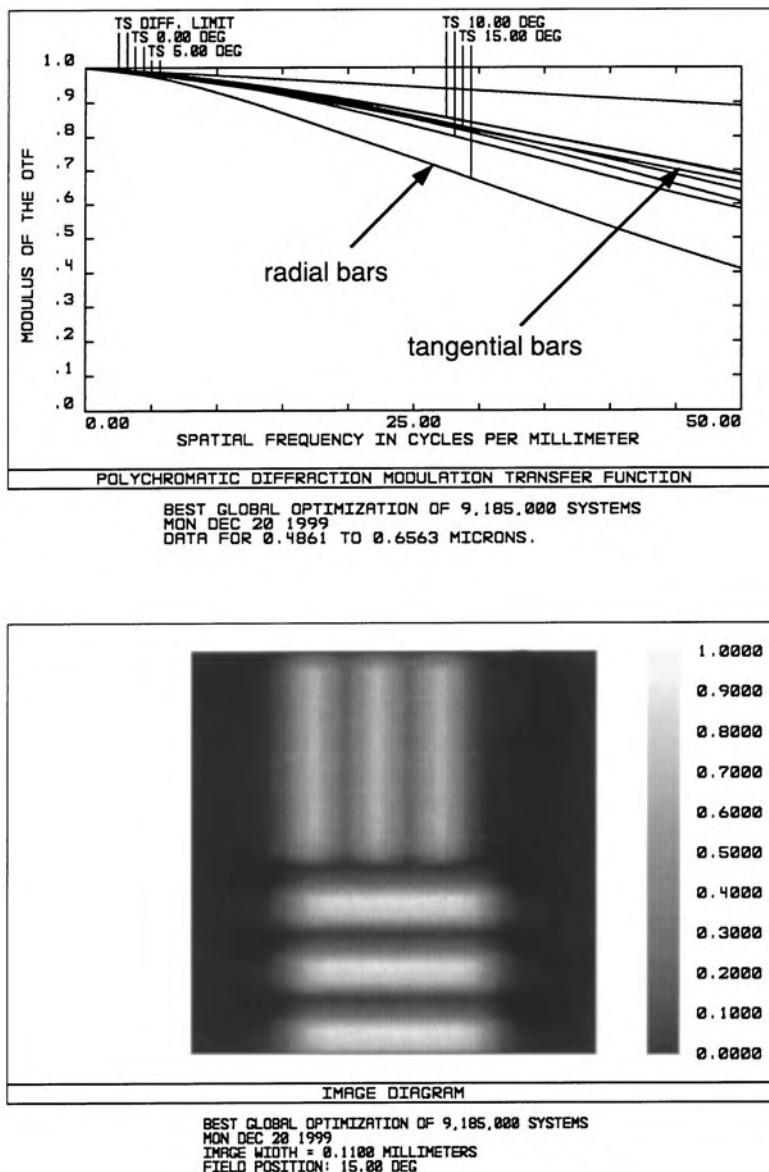 TS DIFF. LIMIT
TS 0.00 DEG
TS 5.00 DEG
TS 10.00 DEG
TS 15.00 DEG
1.0
.9
.8
.7
.6
.5
.4
.3
.2
.1
.0
MODULUS OF THE OTF
radial bars
tangential bars
0.00
25.00
50.00
SPATIAL FREQUENCY IN CYCLES PER MILLIMETER
POLYCHROMATIC DIFFRACTION MODULATION TRANSFER FUNCTION
BEST GLOBAL OPTIMIZATION OF 9,185,000 SYSTEMS
MON DEC 20 1999
DATA FOR 0.4861 TO 0.6563 MICRONS.
1.0000
0.9000
0.8000
0.7000
0.6000
0.5000
0.4000
0.3000
0.2000
0.1000
0.0000
IMAGE DIAGRAM
BEST GLOBAL OPTIMIZATION OF 9,185,000 SYSTEMS
MON DEC 20 1999
IMAGE WIDTH = 0.1100 MILLIMETERS
FIELD POSITION: 15.00 DEG